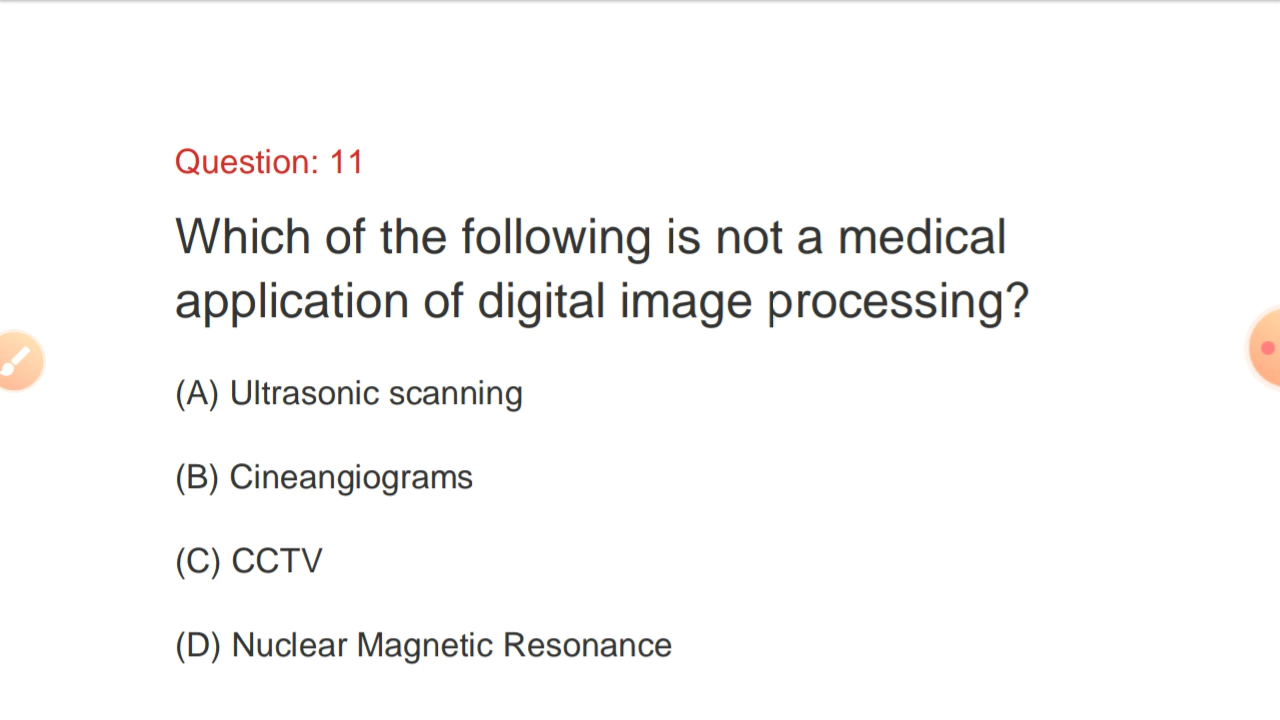 Question: 11
Which of the following is not a medical
application of digital image processing?
(A) Ultrasonic scanning
(B) Cineangiograms
(C) CCTV
(D) Nuclear Magnetic Resonance